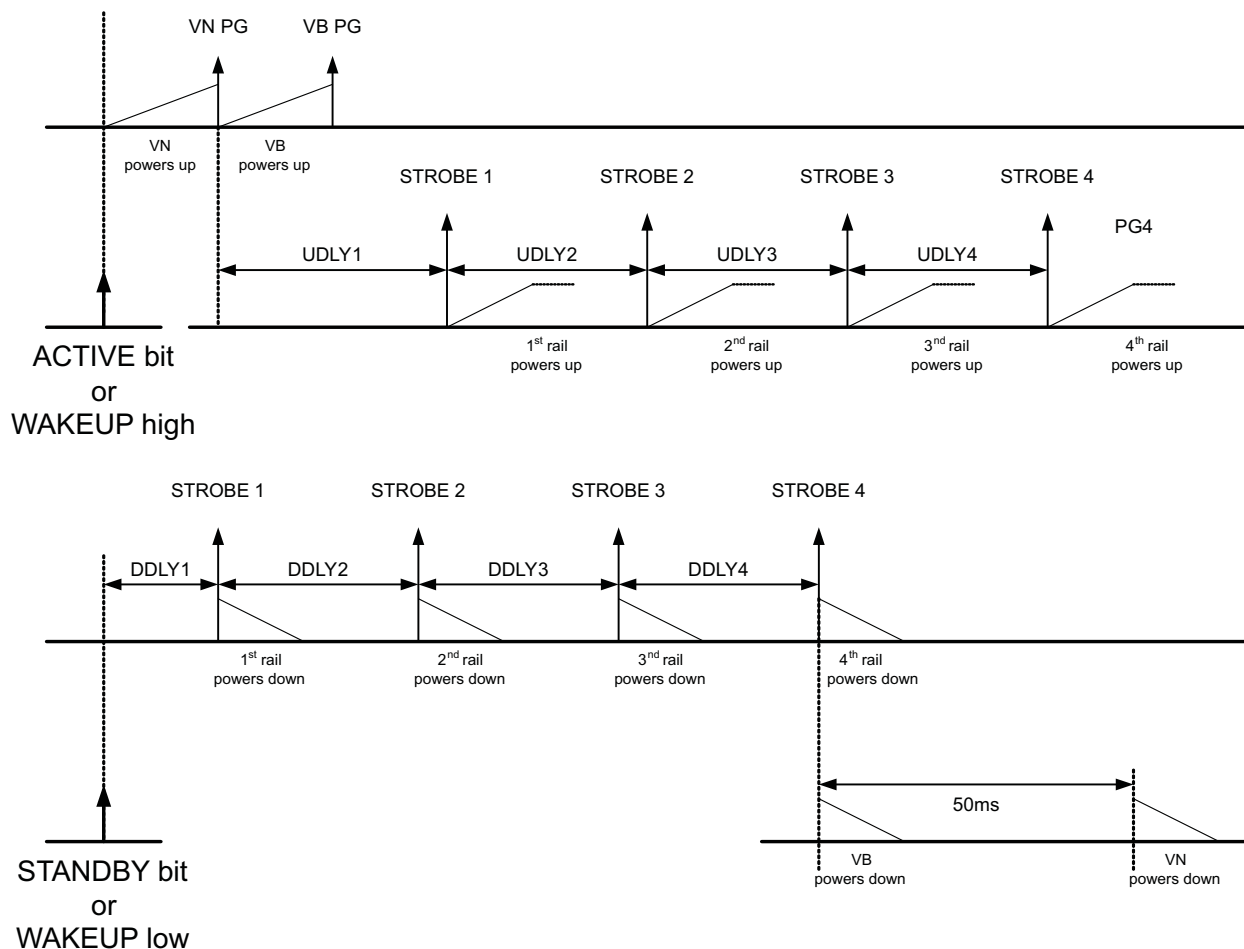 VN PG
VB PG
VN
powers up
VB
powers up
STROBE 1
STROBE 2
STROBE 3
STROBE 4
PG4
UDLY1
UDLY2
UDLY3
UDLY4
1st rail
powers up
2nd rail
powers up
3nd rail
powers up
4th rail
powers up
ACTIVE bit
or
WAKEUP high
STROBE 1
STROBE 2
STROBE 3
STROBE 4
DDLY1
DDLY2
DDLY3
DDLY4
1st rail
powers down
2nd rail
powers down
3nd rail
powers down
4th rail
powers down
50ms
VB
powers down
VN
powers down
STANDBY bit
or
WAKEUP low